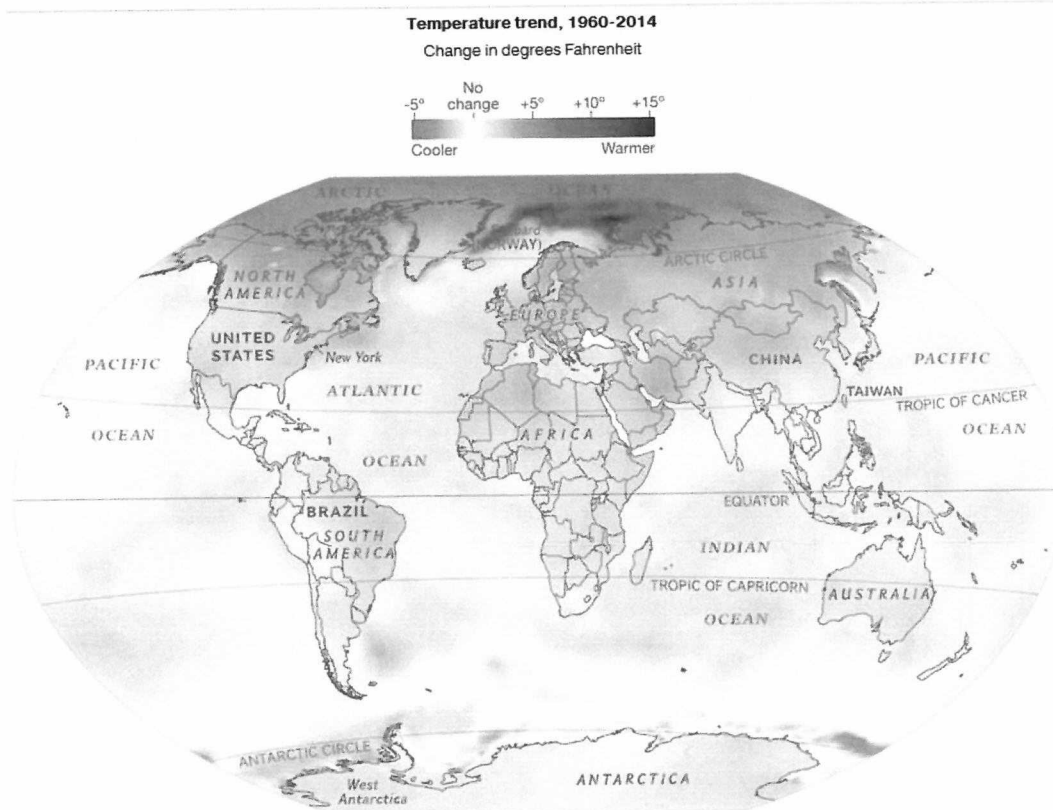 Temperature trend, 1960-2014
Change in degrees Fahrenheit
No
-5° change +5° +10° +15°
Cooler Warmer
ARCTIC OCEAN
(NORWAY)
ARCTIC CIRCLE
NORTH
AMERICA
ASIA
EUROPE
UNITED
STATES
New York
CHINA
PACIFIC
PACIFIC
ATLANTIC
TAIWAN
TROPIC OF CANCER
OCEAN
AFRICA
OCEAN
OCEAN
EQUATOR
BRAZIL
SOUTH
AMERICA
INDIAN
TROPIC OF CAPRICORN
AUSTRALIA
OCEAN
ANTARCTIC CIRCLE
West
Antarctica
ANTARCTICA